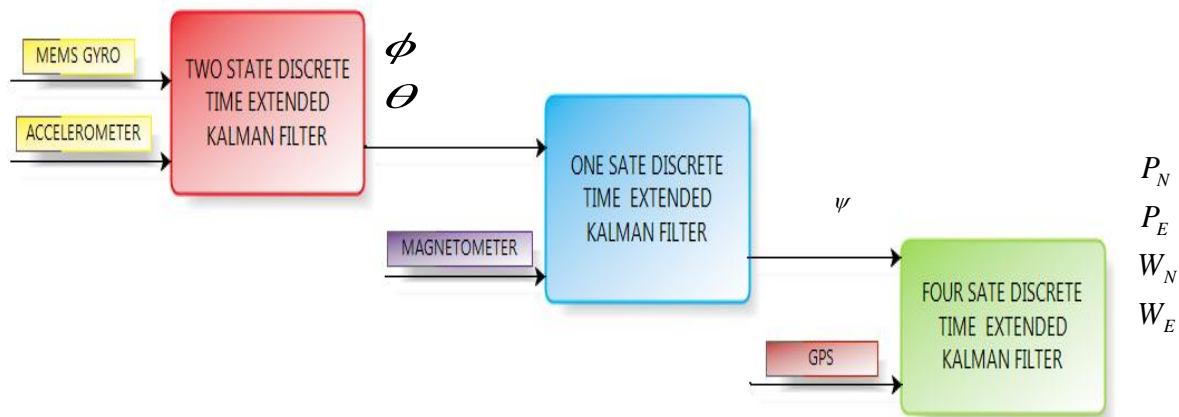 MEMS GYRO
ACCELEROMETER
TWO STATE DISCRETE
TIME EXTENDED
KALMAN FILTER
ϕ
θ
MAGNETOMETER
ONE SATE DISCRETE
TIME EXTENDED
KALMAN FILTER
ψ
GPS
FOUR SATE DISCRETE
TIME EXTENDED
KALMAN FILTER
P_N
P_E
W_N
W_E